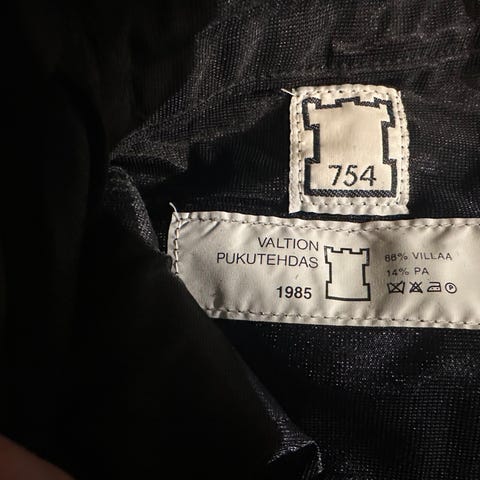 754
VALTION
PUKUTEHDAS
1985
86% VILLAA
14% PA